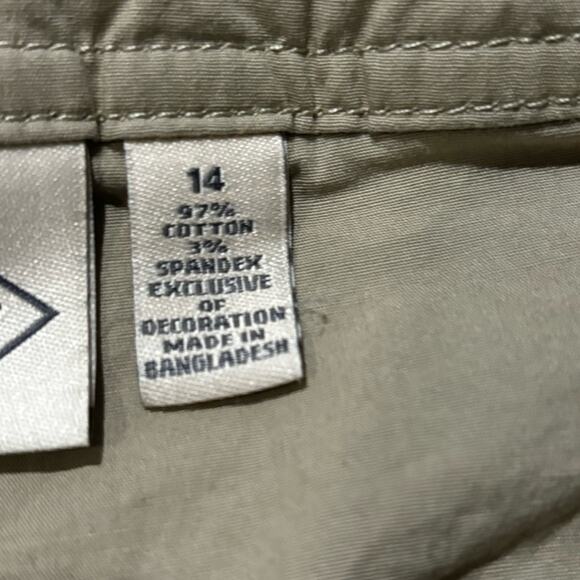 14
97%
COTTON
3%
SPANDEX
EXCLUSIVE
OF
DECORATION
MADE IN
BANGLADESH